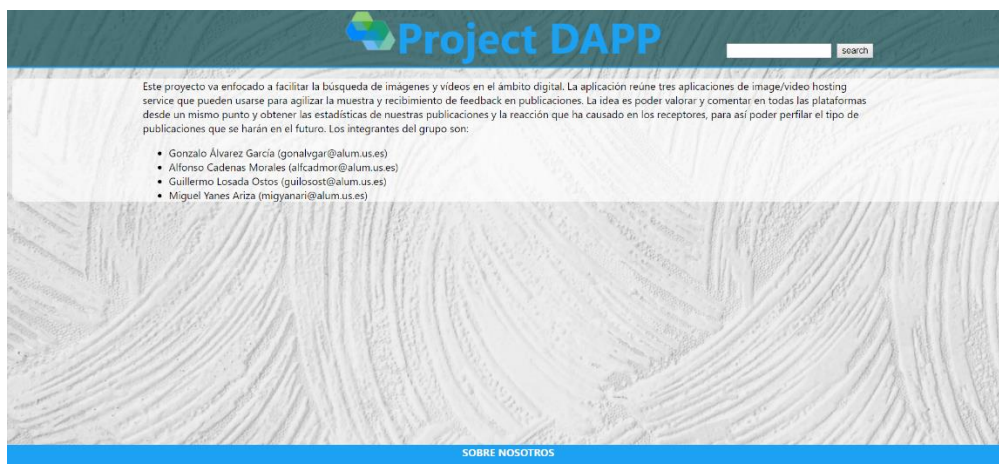 Project DAPP
search
Este proyecto va enfocado a facilitar la búsqueda de imágenes y vídeos en el ámbito digital. La aplicación reúne tres aplicaciones de image/video hosting
service que pueden usarse para agilizar la muestra y recibimiento de feedback en publicaciones. La idea es poder valorar y comentar en todas las plataformas
desde un mismo punto y obtener las estadísticas de nuestras publicaciones y la reacción que ha causado en los receptores, para así poder perfilar el tipo de
publicaciones que se harán en el futuro. Los integrantes del grupo son:
• Gonzalo Álvarez García (gonalvgar@alum.us.es)
• Alfonso Cadenas Morales (alfcadmor@alum.us.es)
• Guillermo Losada Ostos (guilosost@alum.us.es)
• Miguel Yanes Ariza (migyanari@alum.us.es)
SOBRE NOSOTROS